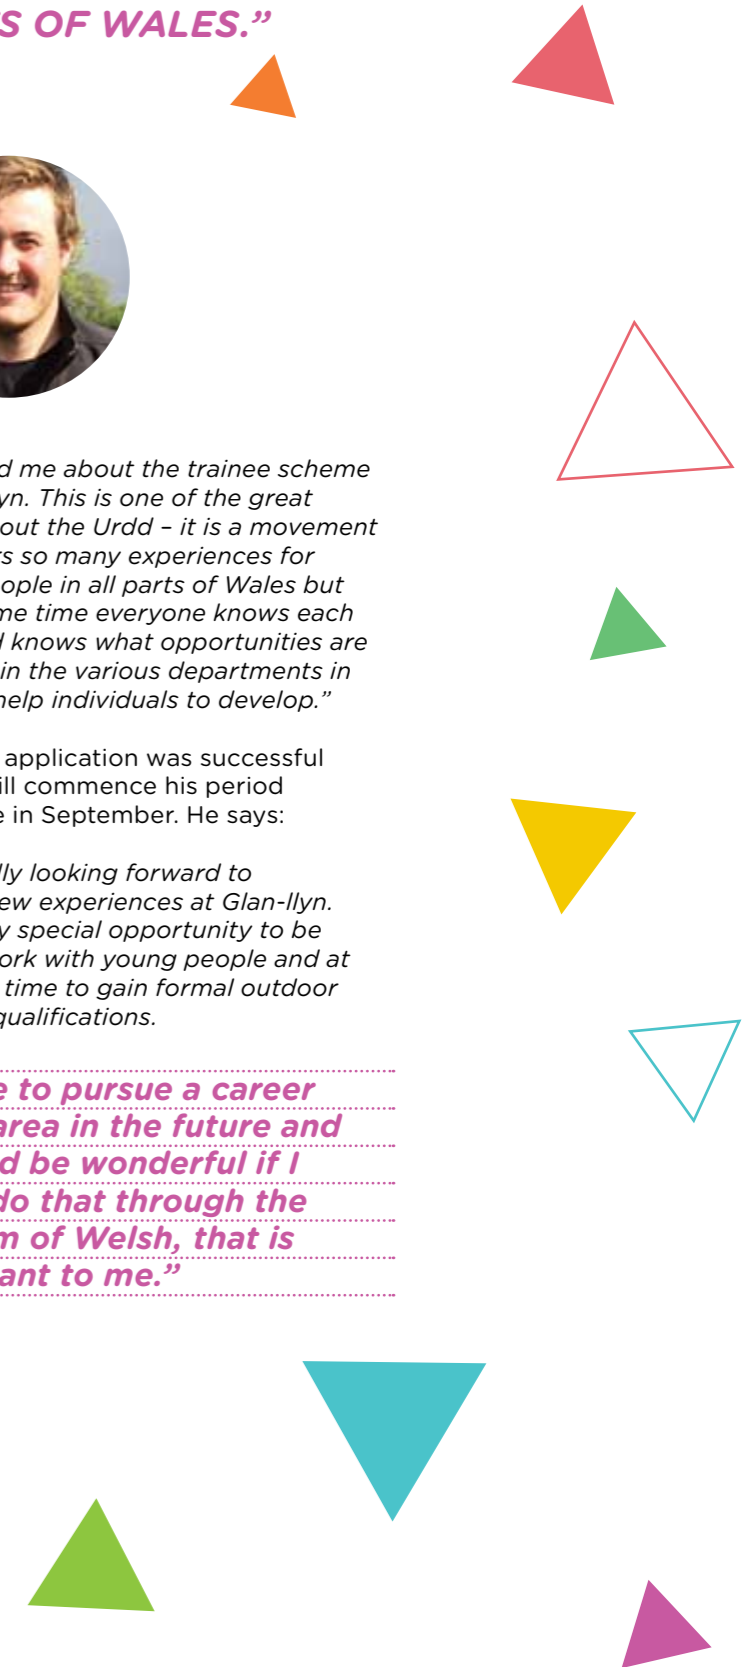 S OF WALES.”
d me about the trainee scheme
yn. This is one of the great
out the Urdd – it is a movement
rs so many experiences for
ople in all parts of Wales but
me time everyone knows each
d knows what opportunities are
in the various departments in
help individuals to develop.”
application was successful
ill commence his period
e in September. He says:
lly looking forward to
ew experiences at Glan-llyn.
y special opportunity to be
ork with young people and at
time to gain formal outdoor
qualifications.
e to pursue a career
area in the future and
d be wonderful if I
do that through the
m of Welsh, that is
ant to me.”